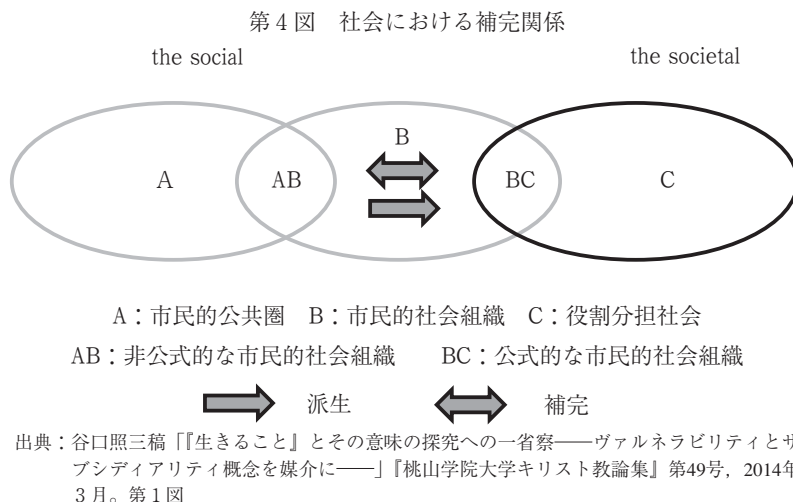 第4図　社会における補完関係
the social　the societal
B
A　AB　BC　C
A：市民的公共圏　B：市民的社会組織　C：役割分担社会
AB：非公式的な市民的社会組織　BC：公式的な市民的社会組織
派生　補完
出典：谷口照三稿「『生きること』とその意味の探究への一省察――ヴァルネラビリティとサ
ブシディアリティ概念を媒介に――」『桃山学院大学キリスト教論集』第49号，2014年
3月。第1図